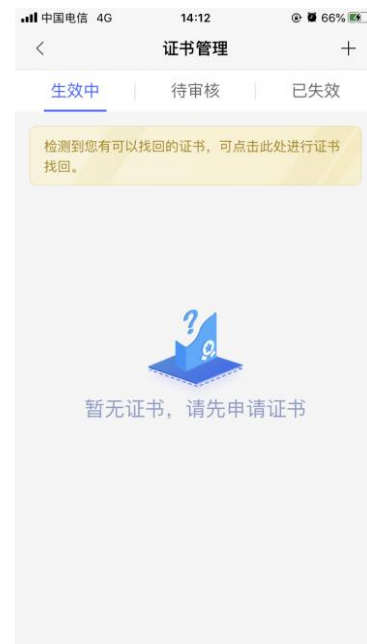 中国电信 4G 14:12 66%
证书管理
生效中 待审核 已失效
检测到您有可以找回的证书，可点击此处进行证书
找回。
?
暂无证书，请先申请证书